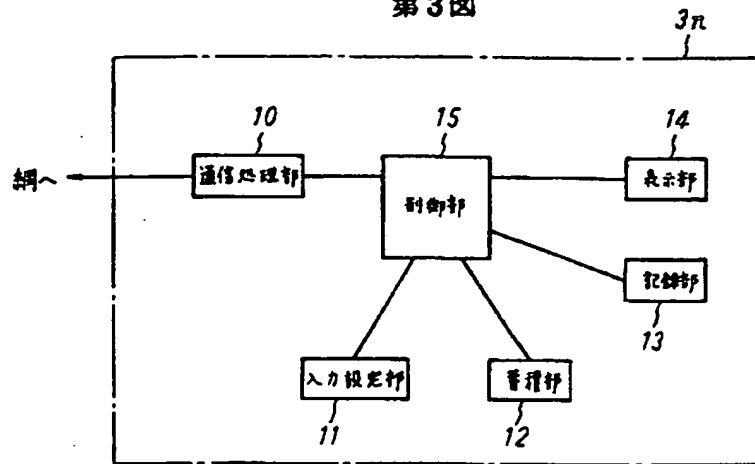 第3図
3n
10
15
14
網へ
通信処理部
制御部
表示部
記録部
13
入力設定部
蓄積部
11
12